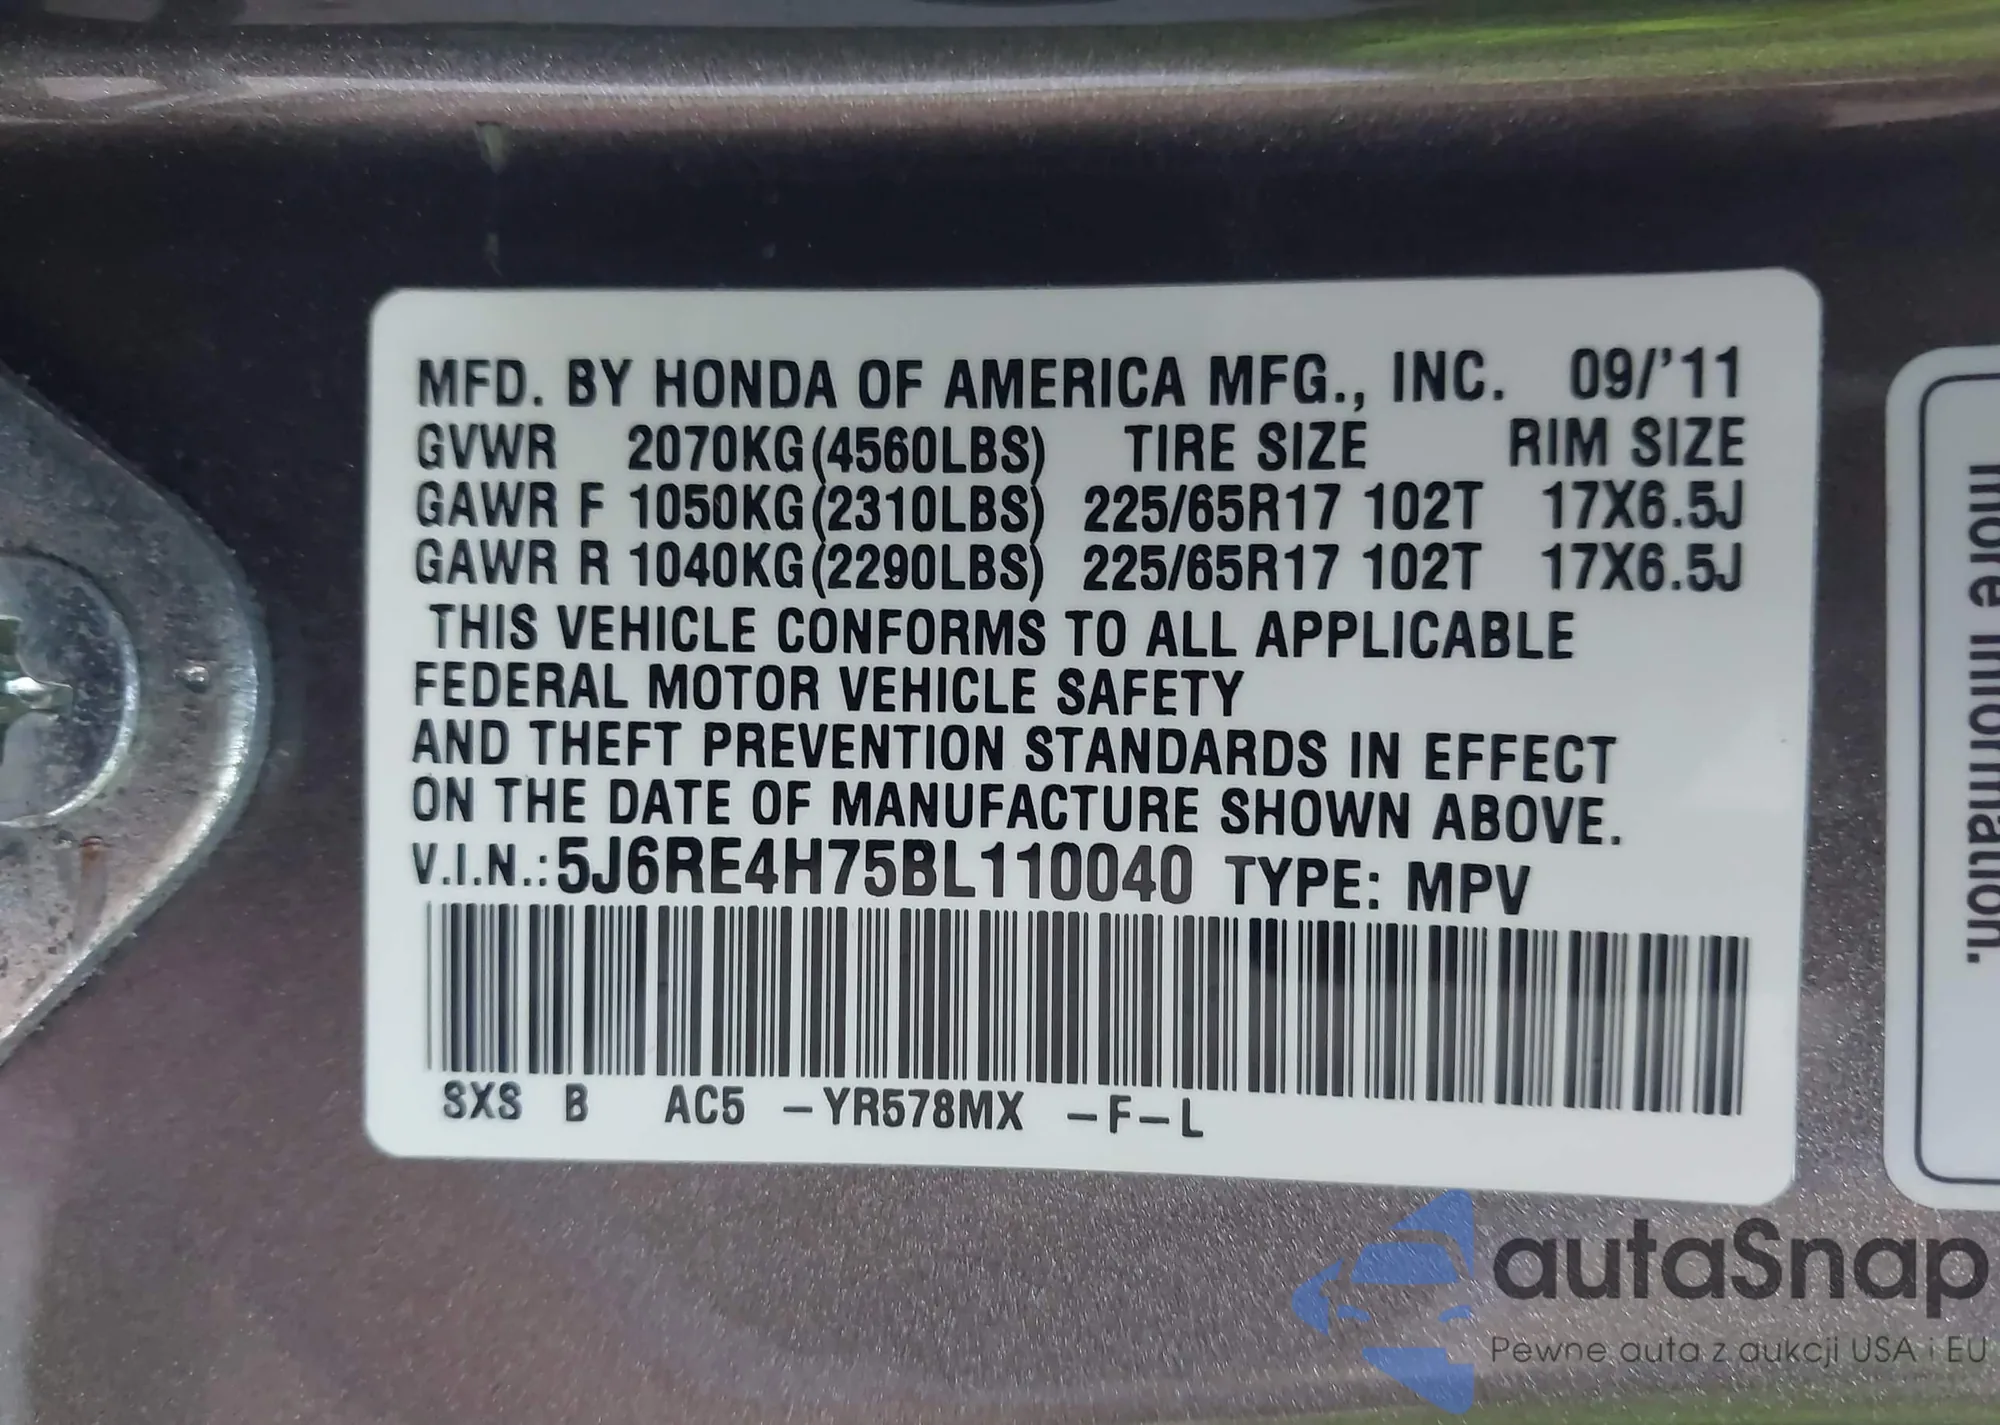 MFD. BY HONDA OF AMERICA MFG., INC. 09/'11
GVWR 2070KG(4560LBS) TIRE SIZE RIM SIZE
GAWR F 1050KG(2310LBS) 225/65R17 102T 17X6.5J
GAWR R 1040KG(2290LBS) 225/65R17 102T 17X6.5J
THIS VEHICLE CONFORMS TO ALL APPLICABLE
FEDERAL MOTOR VEHICLE SAFETY
AND THEFT PREVENTION STANDARDS IN EFFECT
ON THE DATE OF MANUFACTURE SHOWN ABOVE.
V.I.N.:5J6RE4H75BL110040 TYPE: MPV
SXS B AC5 -YR578MX -F-L
more information.
autaSnap
Pewne auta z aukcji USA i EU